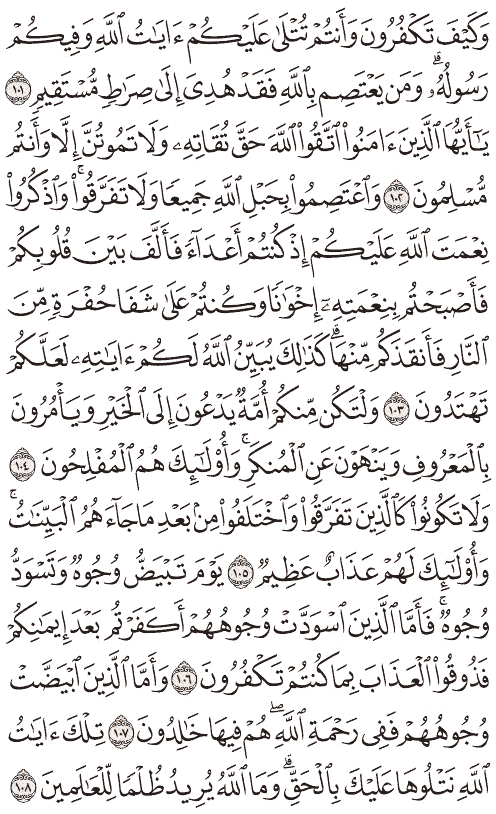 وَكَيْفَ تَكْفُرُونَ وَأَنتُمْ تُتْلَىٰ عَلَيْكُمْ ءَايَـٰتُ ٱللَّهِ وَفِيكُمْ
رَسُولُهُۥۗ وَمَن يَعْتَصِم بِٱللَّهِ فَقَدْ هُدِىَ إِلَىٰ صِرَٰطٍ مُّسْتَقِيمٍ ١٠١
يَـٰٓأَيُّهَا ٱلَّذِينَ ءَامَنُوا۟ ٱتَّقُوا۟ ٱللَّهَ حَقَّ تُقَاتِهِۦ وَلَا تَمُوتُنَّ إِلَّا وَأَنتُم
مُّسْلِمُونَ ١٠٢ وَٱعْتَصِمُوا۟ بِحَبْلِ ٱللَّهِ جَمِيعًا وَلَا تَفَرَّقُوا۟ۚ وَٱذْكُرُوا۟
نِعْمَتَ ٱللَّهِ عَلَيْكُمْ إِذْ كُنتُمْ أَعْدَآءً فَأَلَّفَ بَيْنَ قُلُوبِكُمْ
فَأَصْبَحْتُم بِنِعْمَتِهِۦٓ إِخْوَٰنًا وَكُنتُمْ عَلَىٰ شَفَا حُفْرَةٍ مِّنَ
ٱلنَّارِ فَأَنقَذَكُم مِّنْهَاۗ كَذَٰلِكَ يُبَيِّنُ ٱللَّهُ لَكُمْ ءَايَـٰتِهِۦ لَعَلَّكُمْ
تَهْتَدُونَ ١٠٣ وَلْتَكُن مِّنكُمْ أُمَّةٌ يَدْعُونَ إِلَى ٱلْخَيْرِ وَيَأْمُرُونَ
بِٱلْمَعْرُوفِ وَيَنْهَوْنَ عَنِ ٱلْمُنكَرِۚ وَأُو۟لَـٰٓئِكَ هُمُ ٱلْمُفْلِحُونَ ١٠٤
وَلَا تَكُونُوا۟ كَٱلَّذِينَ تَفَرَّقُوا۟ وَٱخْتَلَفُوا۟ مِنۢ بَعْدِ مَا جَآءَهُمُ ٱلْبَيِّنَـٰتُۚ
وَأُو۟لَـٰٓئِكَ لَهُمْ عَذَابٌ عَظِيمٌ ١٠٥ يَوْمَ تَبْيَضُّ وُجُوهٌ وَتَسْوَدُّ
وُجُوهٌۚ فَأَمَّا ٱلَّذِينَ ٱسْوَدَّتْ وُجُوهُهُمْ أَكَفَرْتُم بَعْدَ إِيمَـٰنِكُمْ
فَذُوقُوا۟ ٱلْعَذَابَ بِمَا كُنتُمْ تَكْفُرُونَ ١٠٦ وَأَمَّا ٱلَّذِينَ ٱبْيَضَّتْ
وُجُوهُهُمْ فَفِى رَحْمَةِ ٱللَّهِۖ هُمْ فِيهَا خَـٰلِدُونَ ١٠٧ تِلْكَ ءَايَـٰتُ
ٱللَّهِ نَتْلُوهَا عَلَيْكَ بِٱلْحَقِّۗ وَمَا ٱللَّهُ يُرِيدُ ظُلْمًا لِّلْعَـٰلَمِينَ ١٠٨